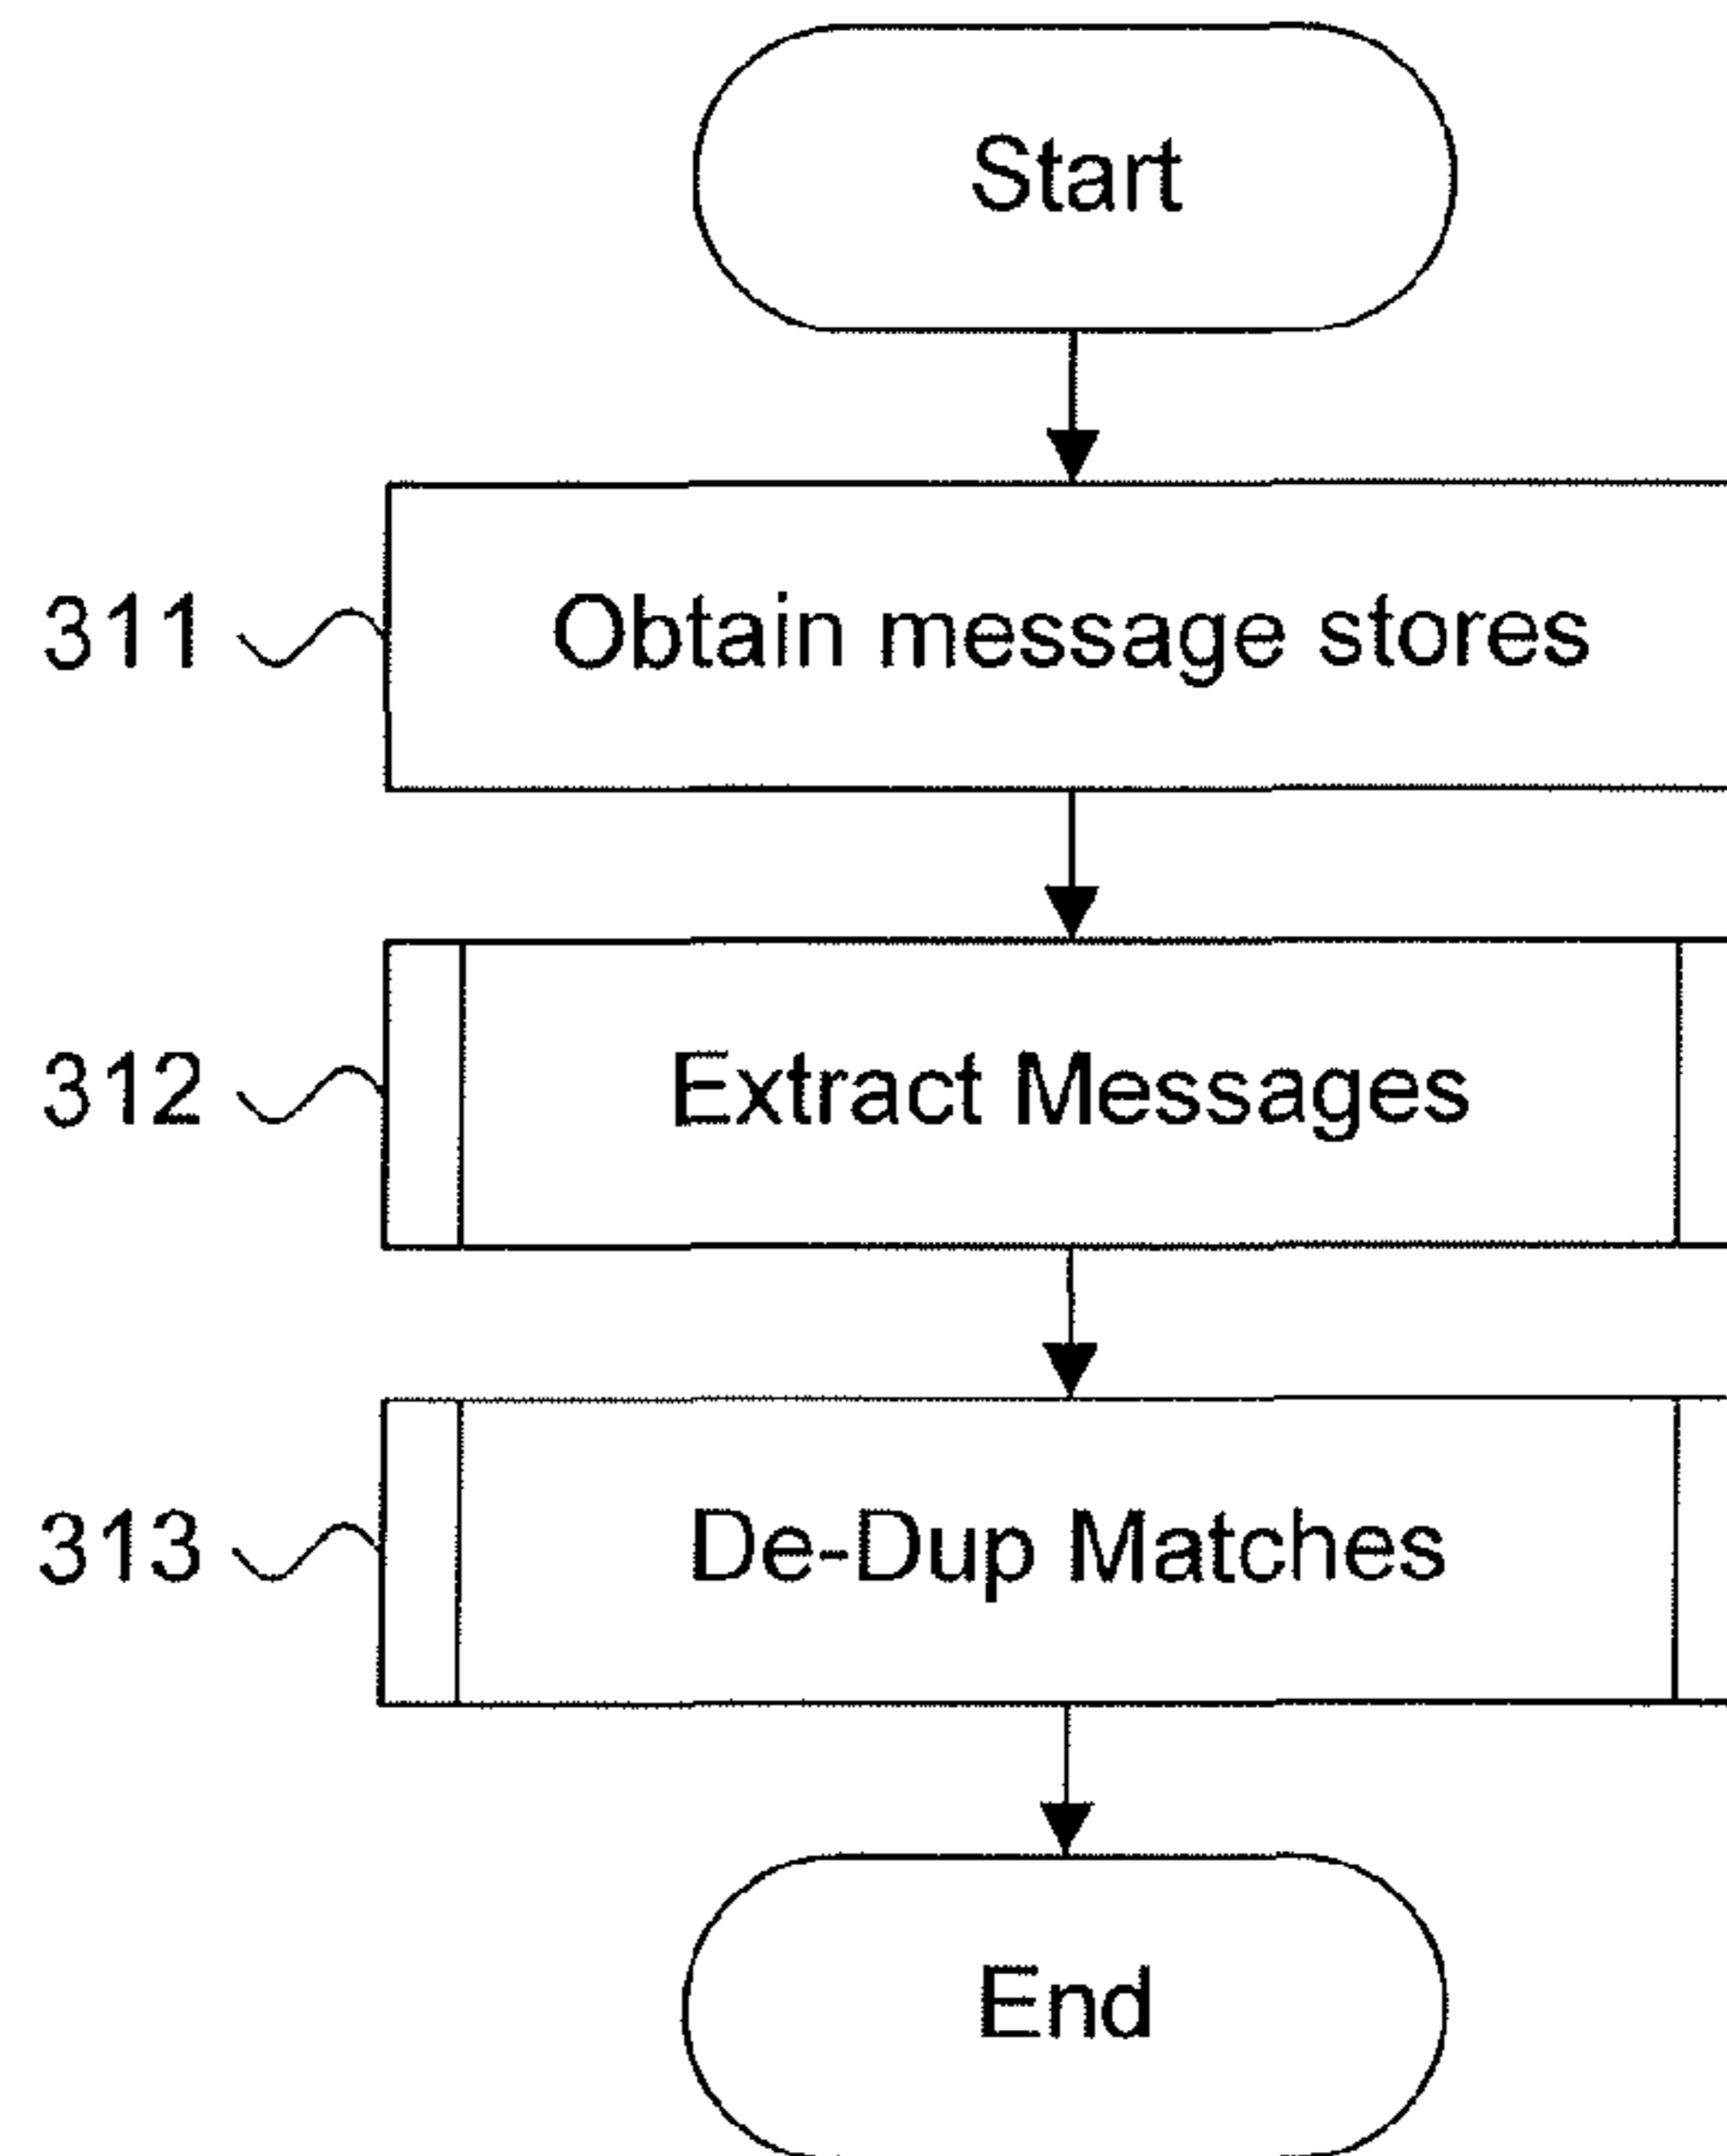 Start
311 Obtain message stores
312 Extract Messages
313 De-Dup Matches
End